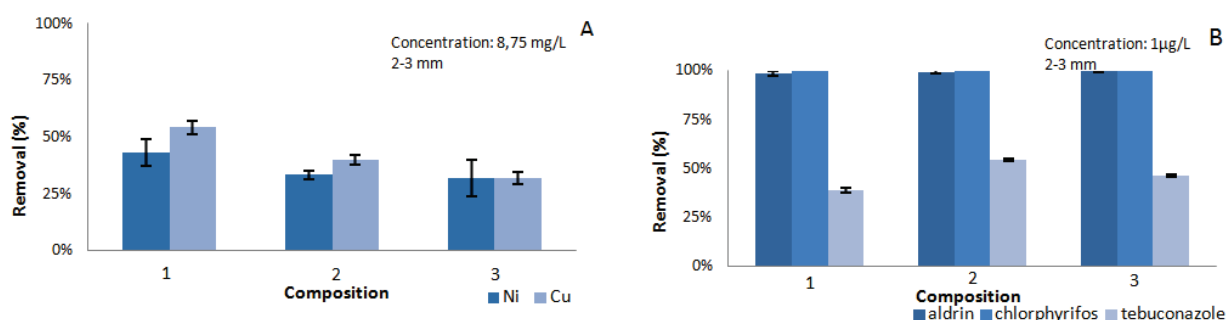 A
Concentration: 8,75 mg/L
2-3 mm
100%
75%
50%
25%
0%
Removal (%)
1 2 3
Composition
Ni Cu
B
Concentration: 1µg/L
2-3 mm
100%
75%
50%
25%
0%
Removal (%)
1 2 3
Composition
aldrin chlorphyrifos tebuconazole